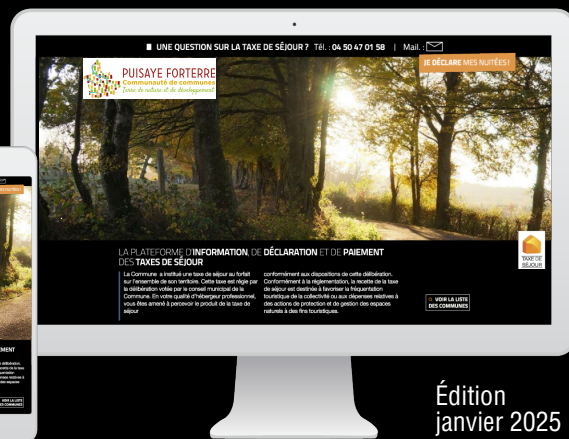 UNE QUESTION SUR LA TAXE DE SÉJOUR ? Tél. : 04 50 47 01 58 | Mail. :
JE DÉCLARE MES NUITÉES !
PUISAYE FORTERRE
Communauté de communes
Terre de nature et de développement
LA PLATEFORME D'INFORMATION, DE DÉCLARATION ET DE PAIEMENT
DES TAXES DE SÉJOUR
La Commune a institué une taxe de séjour au forfait
sur l'ensemble de son territoire. Cette taxe est régie par
la délibération votée par le conseil municipal de la
Commune. En votre qualité d'hébergeur professionnel,
vous êtes amené à percevoir le produit de la taxe de
séjour
conformément aux dispositions de cette délibération.
Conformément à la réglementation, la recette de la taxe
de séjour est destinée à favoriser la fréquentation
touristique de la collectivité ou aux dépenses relatives à
des actions de protection et de gestion des espaces
naturels à des fins touristiques.
TAXE DE
SÉJOUR
VOIR LA LISTE
DES COMMUNES
EMENT
VOIR LA LISTE
DES COMMUNES
Édition
janvier 2025